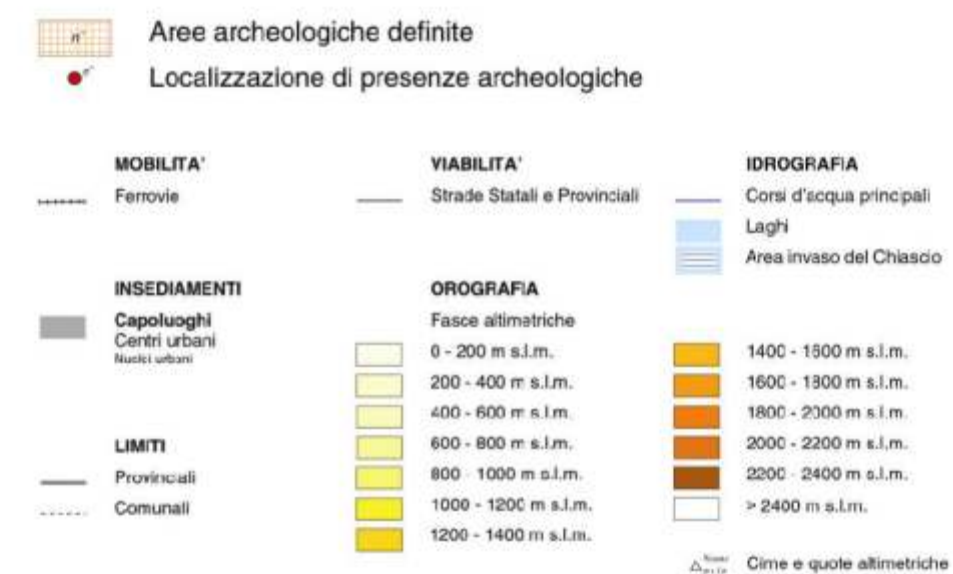 n°
Aree archeologiche definite
n°
Localizzazione di presenze archeologiche
MOBILITA'
Ferrovie
VIABILITA'
Strade Statali e Provinciali
IDROGRAFIA
Corsi d'acqua principali
Laghi
Area invaso del Chiascio
INSEDIAMENTI
Capoluoghi
Centri urbani
Nuclei urbani
LIMITI
Provinciali
Comunali
OROGRAFIA
Fasce altimetriche
0 - 200 m s.l.m.
200 - 400 m s.l.m.
400 - 600 m s.l.m.
600 - 800 m s.l.m.
800 - 1000 m s.l.m.
1000 - 1200 m s.l.m.
1200 - 1400 m s.l.m.
1400 - 1600 m s.l.m.
1600 - 1800 m s.l.m.
1800 - 2000 m s.l.m.
2000 - 2200 m s.l.m.
2200 - 2400 m s.l.m.
> 2400 m s.l.m.
Cime e quote altimetriche